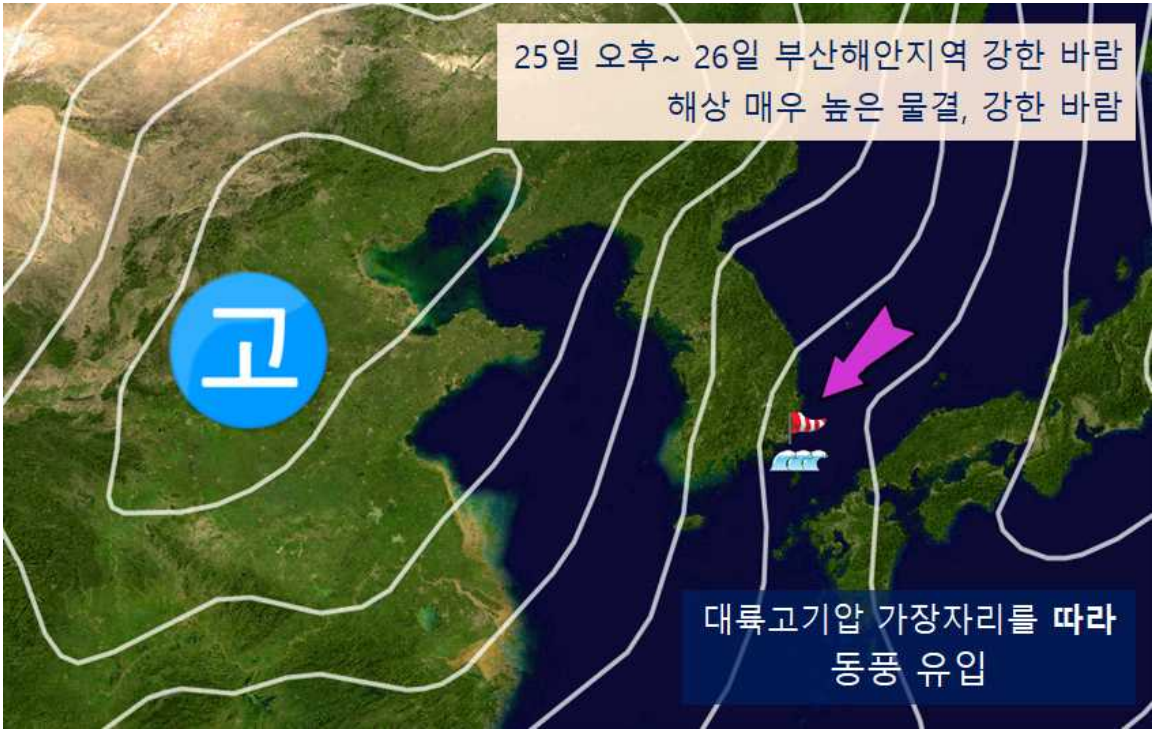 25일 오후~ 26일 부산해안지역 강한 바람
해상 매우 높은 물결, 강한 바람
고
대륙고기압 가장자리를 따라
동풍 유입